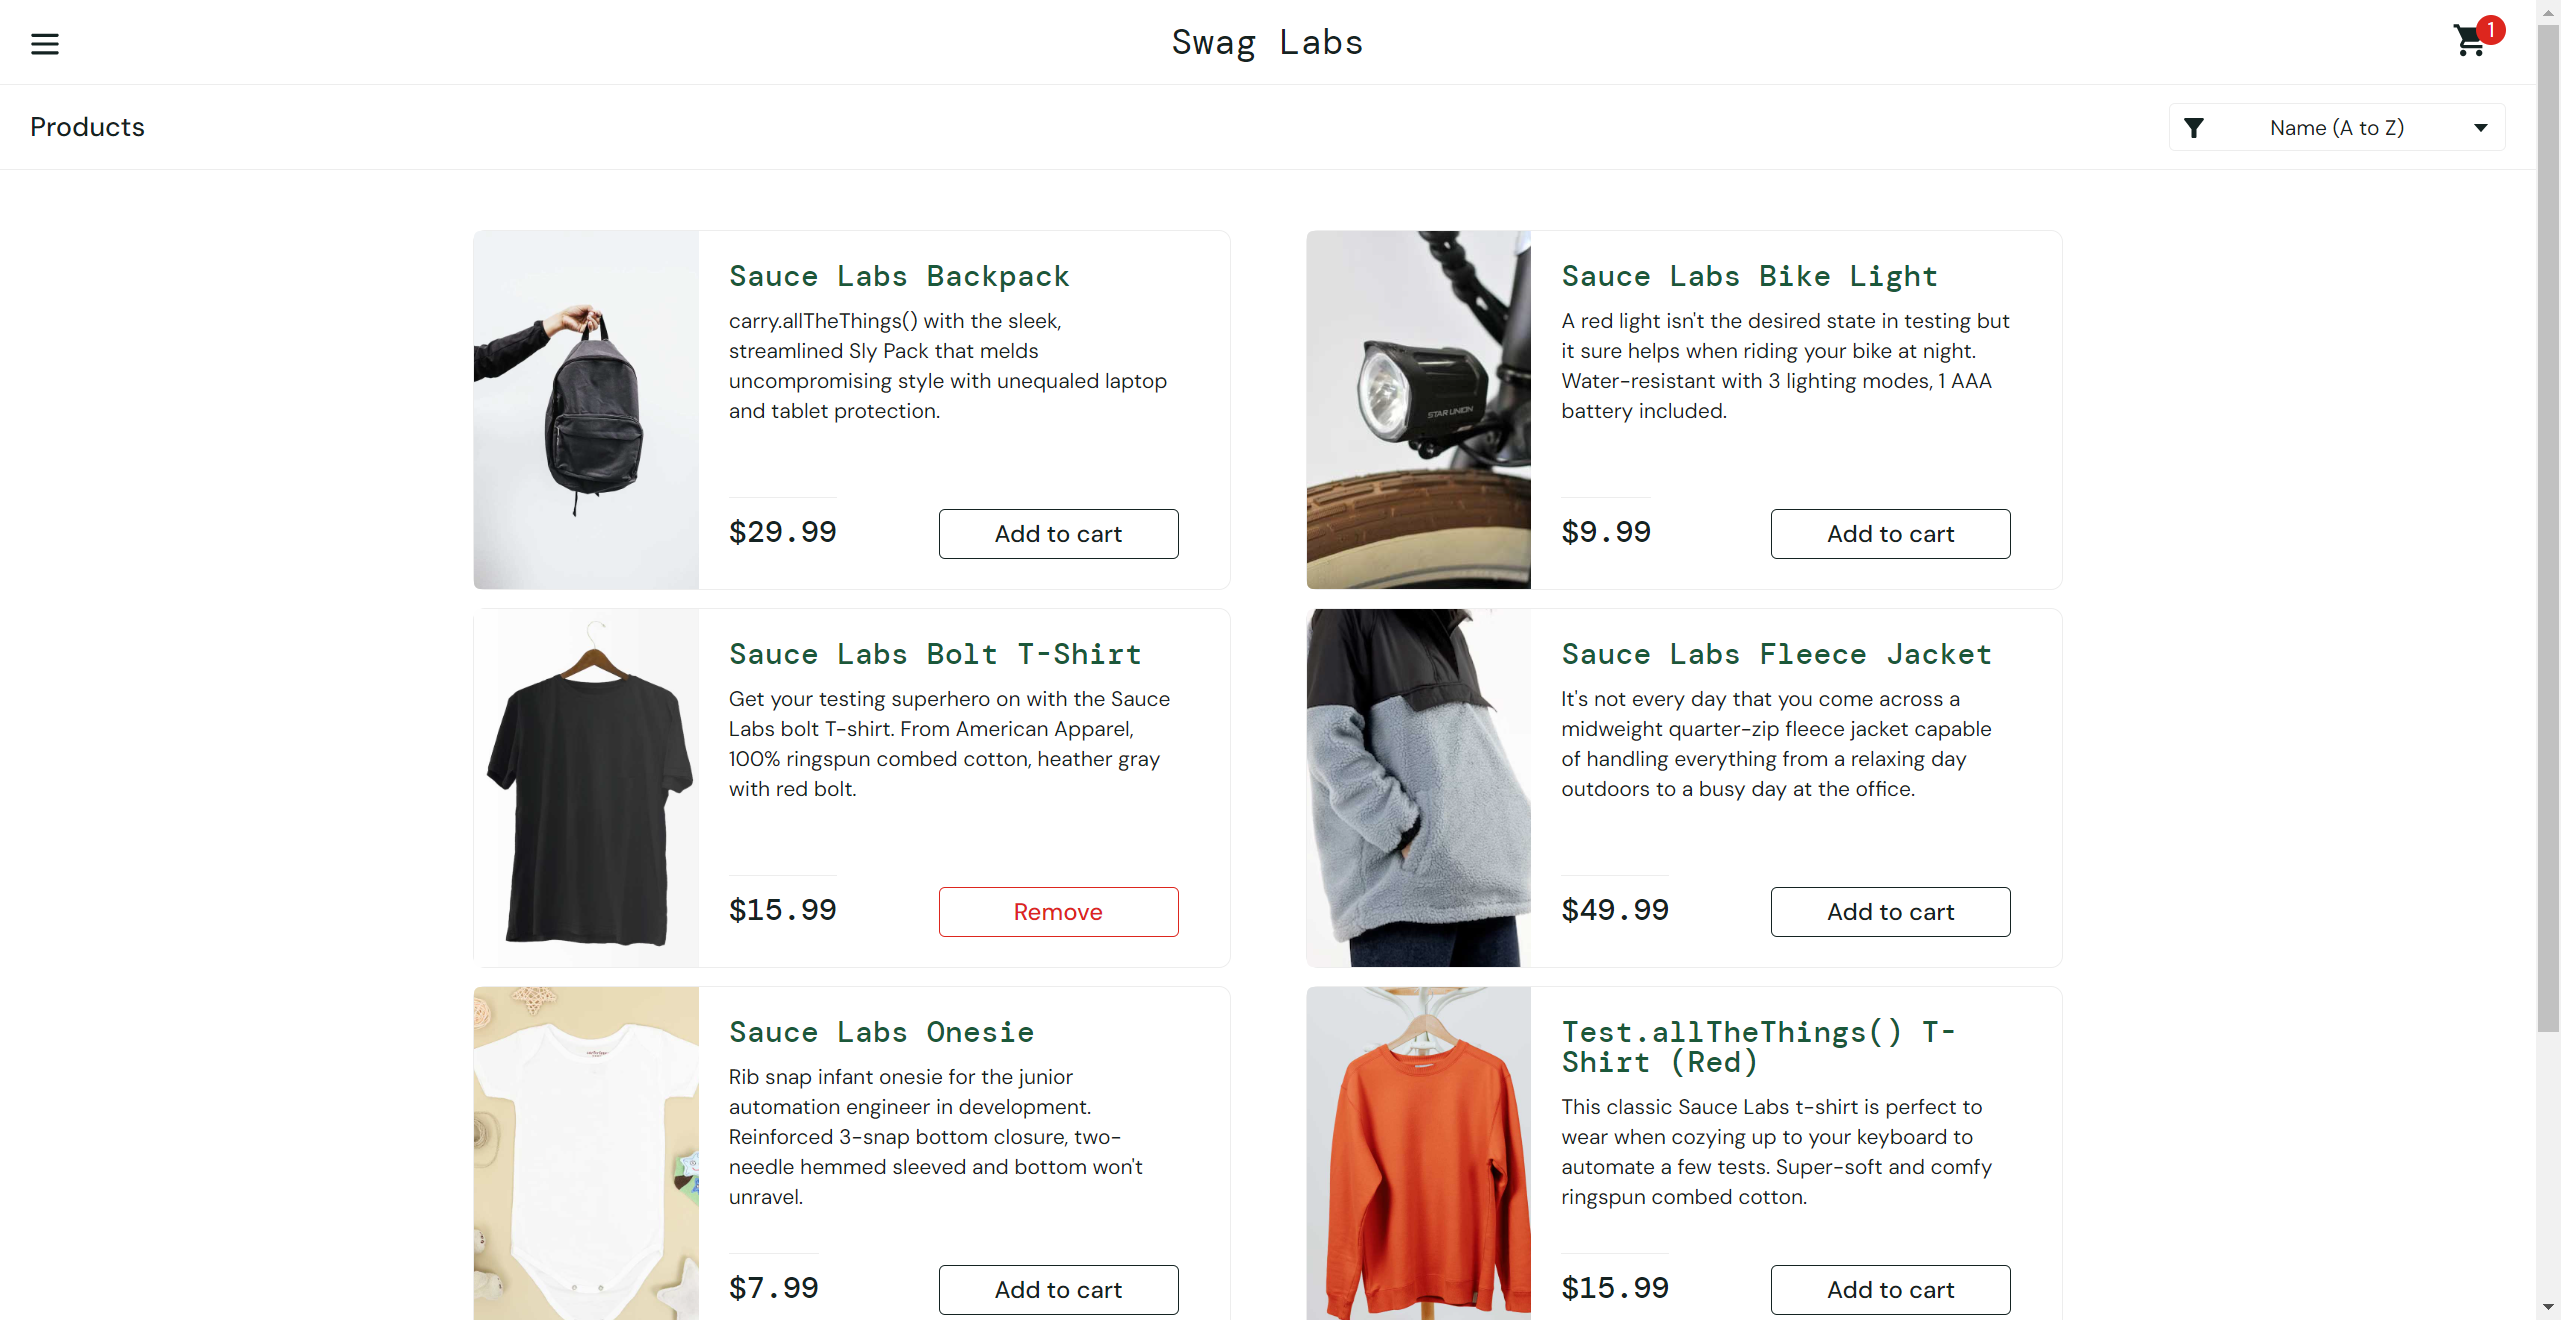 Swag Labs
1
Products
Name (A to Z)
Sauce Labs Backpack
carry.allTheThings() with the sleek,
streamlined Sly Pack that melds
uncompromising style with unequaled laptop
and tablet protection.
$29.99
Add to cart
Sauce Labs Bike Light
A red light isn't the desired state in testing but
it sure helps when riding your bike at night.
Water-resistant with 3 lighting modes, 1 AAA
battery included.
STAR UNION
$9.99
Add to cart
Sauce Labs Bolt T-Shirt
Get your testing superhero on with the Sauce
Labs bolt T-shirt. From American Apparel,
100% ringspun combed cotton, heather gray
with red bolt.
$15.99
Remove
Sauce Labs Fleece Jacket
It's not every day that you come across a
midweight quarter-zip fleece jacket capable
of handling everything from a relaxing day
outdoors to a busy day at the office.
$49.99
Add to cart
Sauce Labs Onesie
Rib snap infant onesie for the junior
automation engineer in development.
Reinforced 3-snap bottom closure, two-
needle hemmed sleeved and bottom won't
unravel.
$7.99
Add to cart
Test.allTheThings() T-
Shirt (Red)
This classic Sauce Labs t-shirt is perfect to
wear when cozying up to your keyboard to
automate a few tests. Super-soft and comfy
ringspun combed cotton.
$15.99
Add to cart